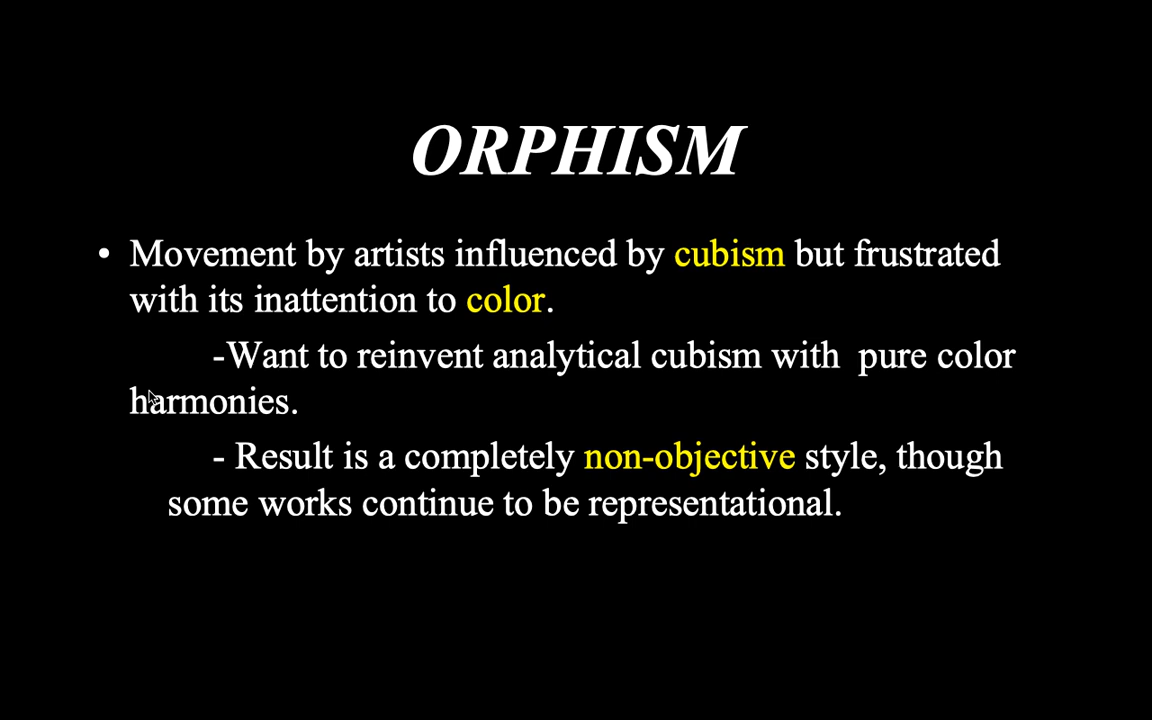 ORPHISM
• Movement by artists influenced by cubism but frustrated
with its inattention to color.
-Want to reinvent analytical cubism with  pure color
harmonies.
- Result is a completely non-objective style, though
some works continue to be representational.